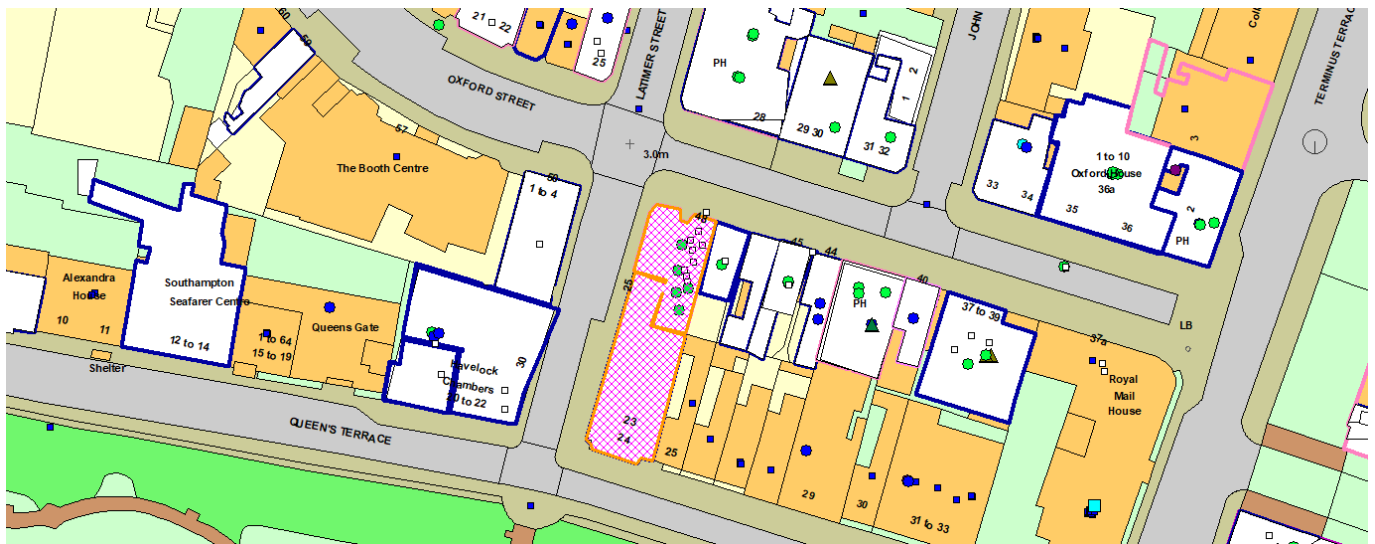 60
59
21
22
25
OXFORD STREET
LATIMER STREET
PH
28
29 30
31 32
1
2
JOHN
TERMINUS TERRAC
3
33
34
1 to 10
Oxford House
36a
35
36
2
PH
57
The Booth Centre
3.0m
1 to 4
48
45
44
40
PH
37 to 39
37a
LB
Royal
Mail
House
Alexandra
House
10
11
Southampton
Seafarer Centre
12 to 14
Shelter
Queens Gate
1 to 64
15 to 19
Havelock
Chambers
20 to 22
30
25
23
24
25
29
30
31 to 33
QUEEN'S TERRACE